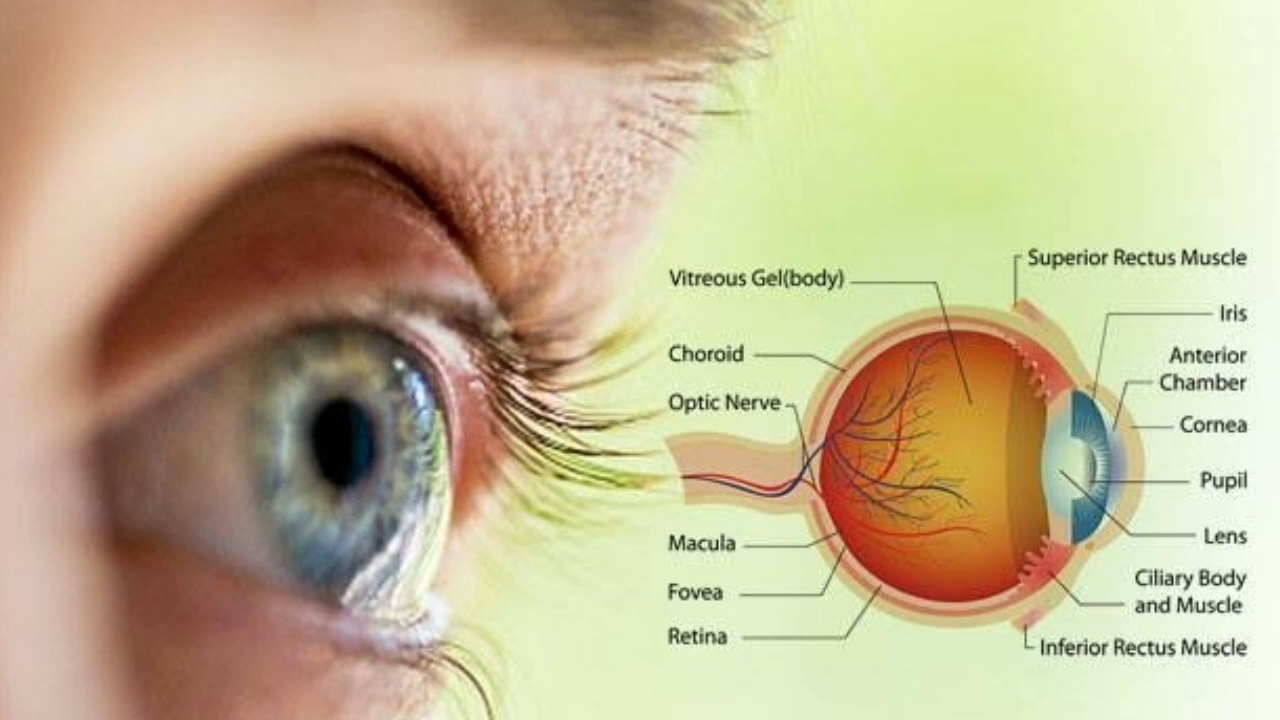 Vitreous Gel(body)
Choroid
Optic Nerve
Macula
Fovea
Retina
Superior Rectus Muscle
Iris
Anterior
Chamber
Cornea
Pupil
Lens
Ciliary Body
and Muscle
Inferior Rectus Muscle